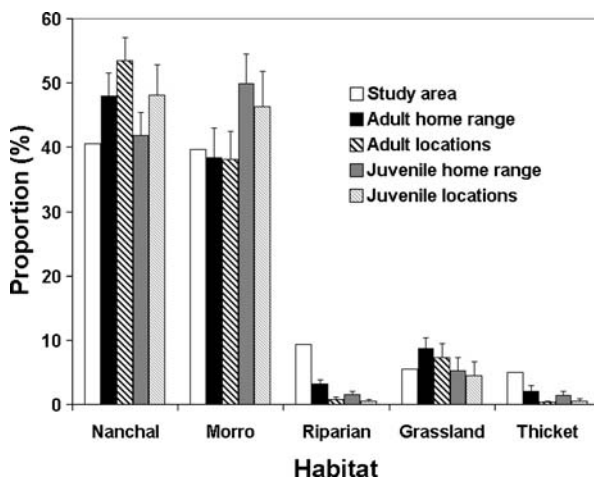 60
50
40
30
20
10
0
Proportion (%)
Study area
Adult home range
Adult locations
Juvenile home range
Juvenile locations
Nanchal Morro Riparian Grassland Thicket
Habitat